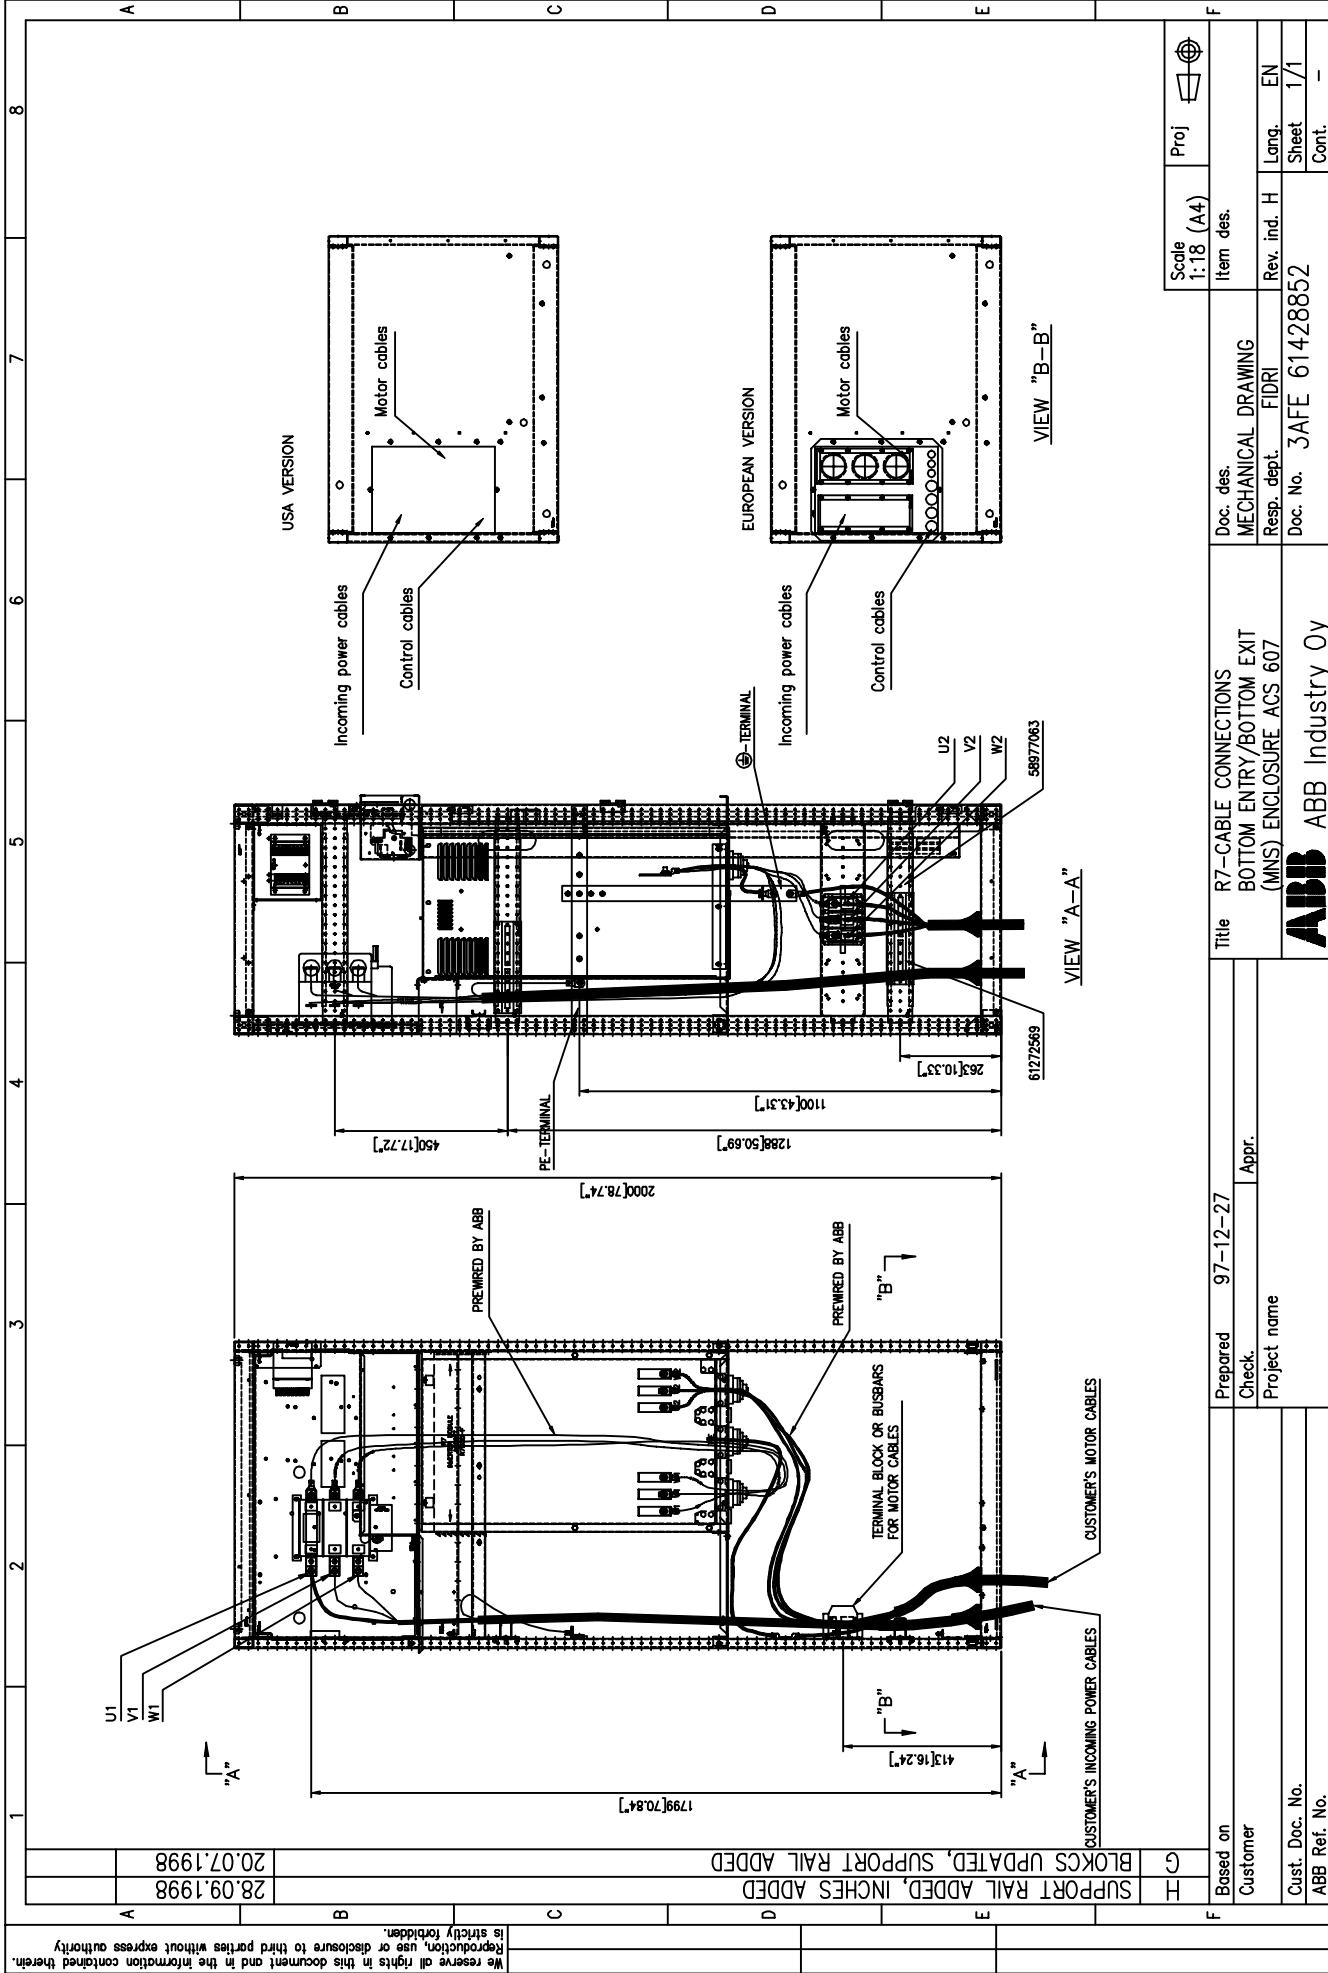 1 2 3 4 5 6 7 8
A B C D E F
A B C D E F
U1
V1
W1
"A"
"A"
"B"
"B"
1799[70.84"]
413[16.24"]
2000[78.74"]
PREWIRED BY ABB
PREWIRED BY ABB
TERMINAL BLOCK OR BUSBARS
FOR MOTOR CABLES
CUSTOMER'S MOTOR CABLES
CUSTOMER'S INCOMING POWER CABLES
450[17.72"]
1288[50.69"]
1100[43.31"]
263[10.33"]
PE-TERMINAL
-TERMINAL
U2
V2
W2
58977063
61272569
VIEW "A-A"
USA VERSION
Motor cables
Incoming power cables
Control cables
EUROPEAN VERSION
Motor cables
Incoming power cables
Control cables
VIEW "B-B"
G BLOKCS UPDATED, SUPPORT RAIL ADDED 20.07.1998
H SUPPORT RAIL ADDED, INCHES ADDED 28.09.1998
We reserve all rights in this document and in the information contained therein.
Reproduction, use or disclosure to third parties without express authority
is strictly forbidden.
Scale
1:18 (A4)
Proj
Based on
Customer
Cust. Doc. No.
ABB Ref. No.
Prepared 97-12-27
Check.
Appr.
Project name
Title
R7-CABLE CONNECTIONS
BOTTOM ENTRY/BOTTOM EXIT
(MNS) ENCLOSURE ACS 607
ABB ABB Industry Oy
Doc. des.
MECHANICAL DRAWING
Item des.
Resp. dept. FIDRI
Rev. ind. H
Lang. EN
Doc. No. 3AFE 61428852
Sheet 1/1
Cont. -